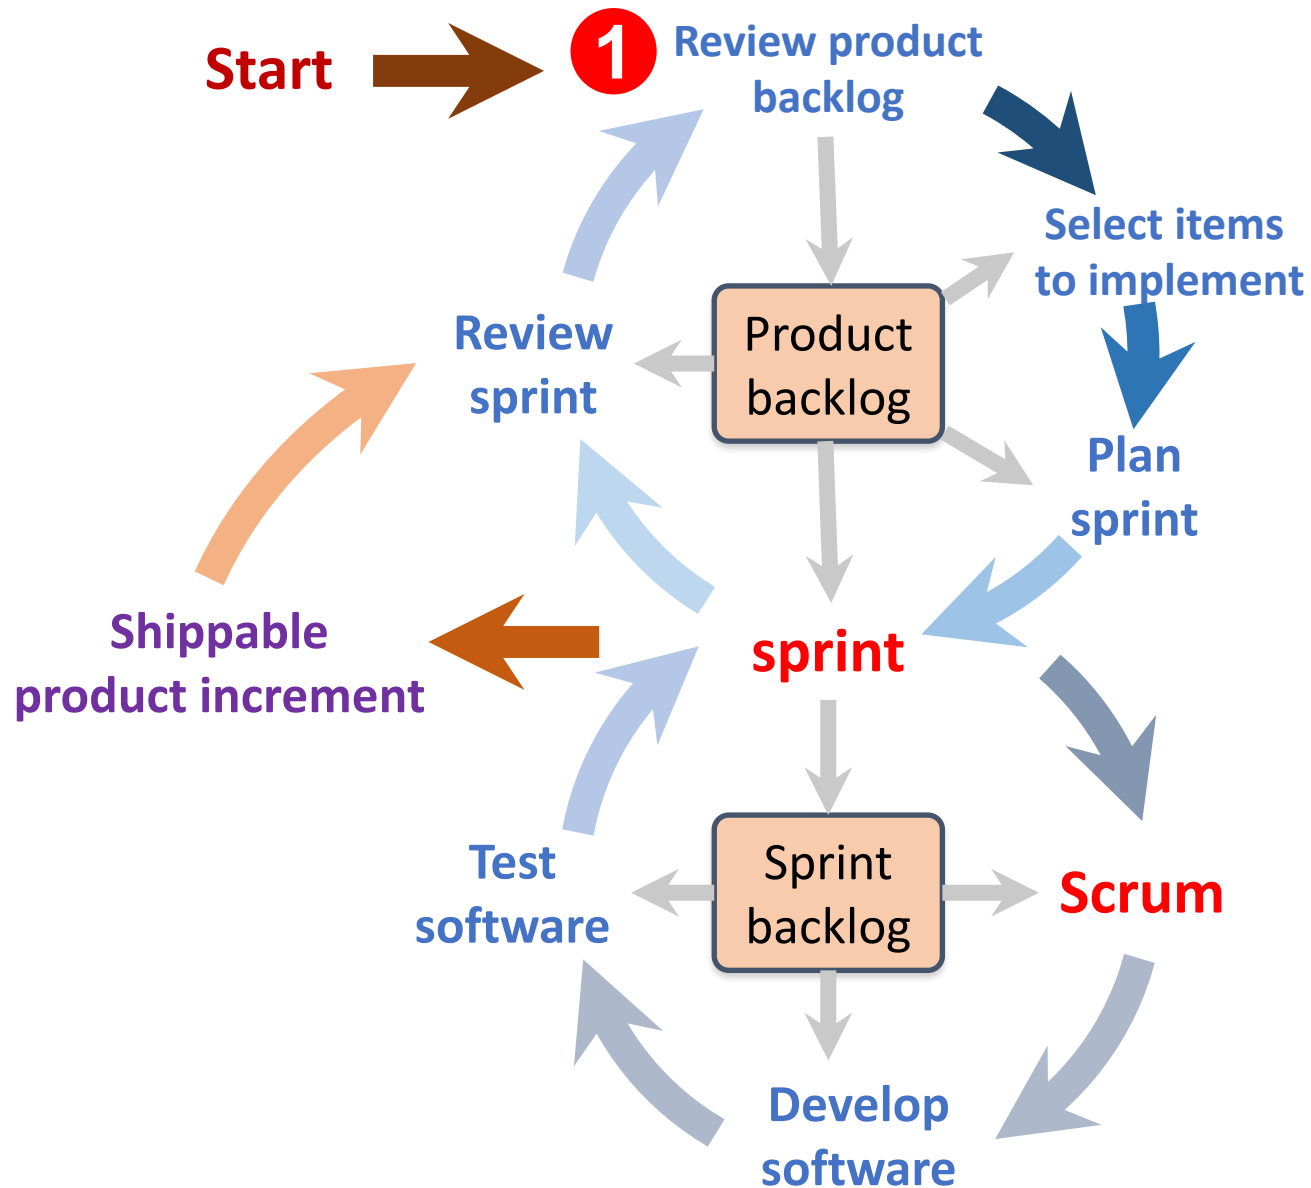 Start
1
Review product
backlog
Select items
to implement
Product
backlog
Review
sprint
Plan
sprint
sprint
Shippable
product increment
Sprint
backlog
Scrum
Test
software
Develop
software